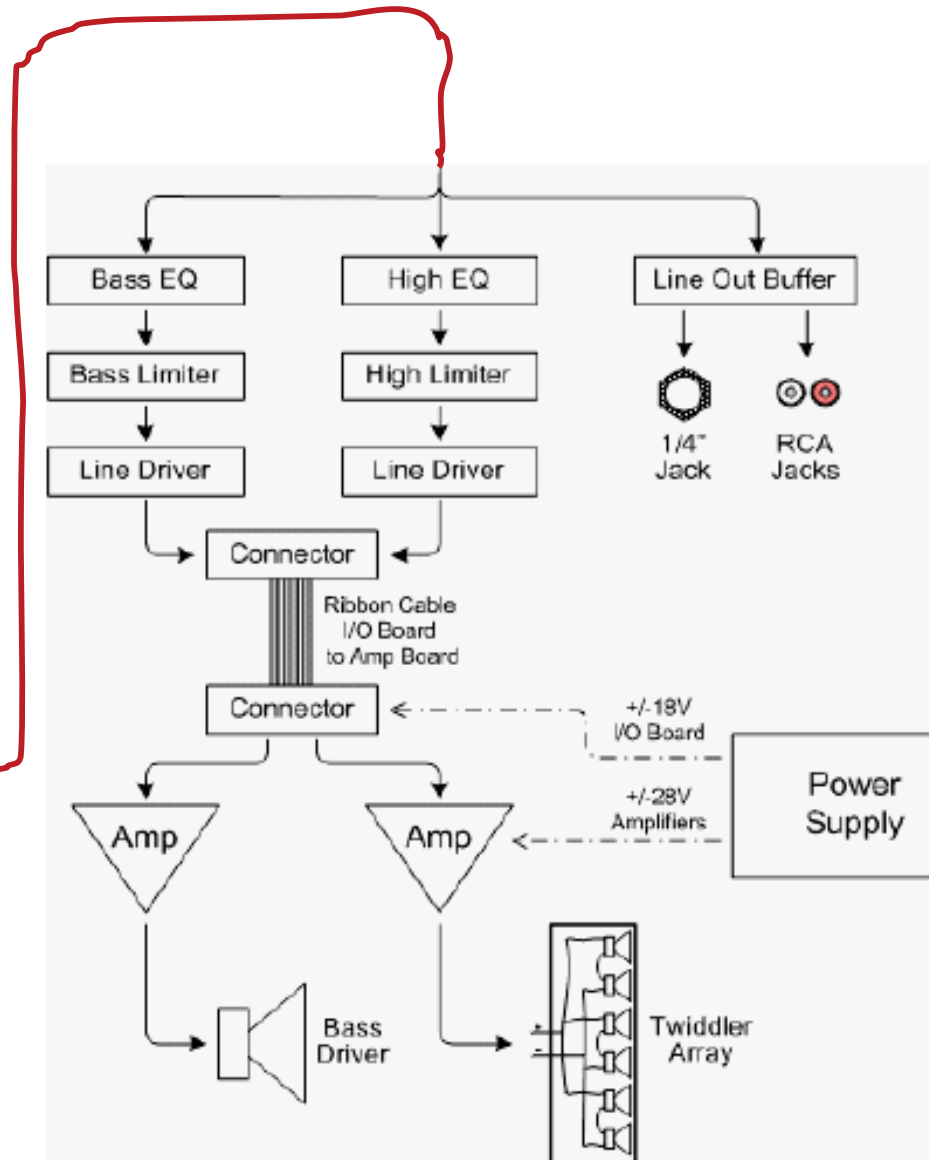 Bass EQ
High EQ
Line Out Buffer
Bass Limiter
High Limiter
1/4"
Jack
RCA
Jacks
Line Driver
Line Driver
Connector
Ribbon Cable
I/O Board
to Amp Board
Connector
+/-18V
I/O Board
Power
Supply
+/-28V
Amplifiers
Amp
Amp
Bass
Driver
+
-
Twiddler
Array